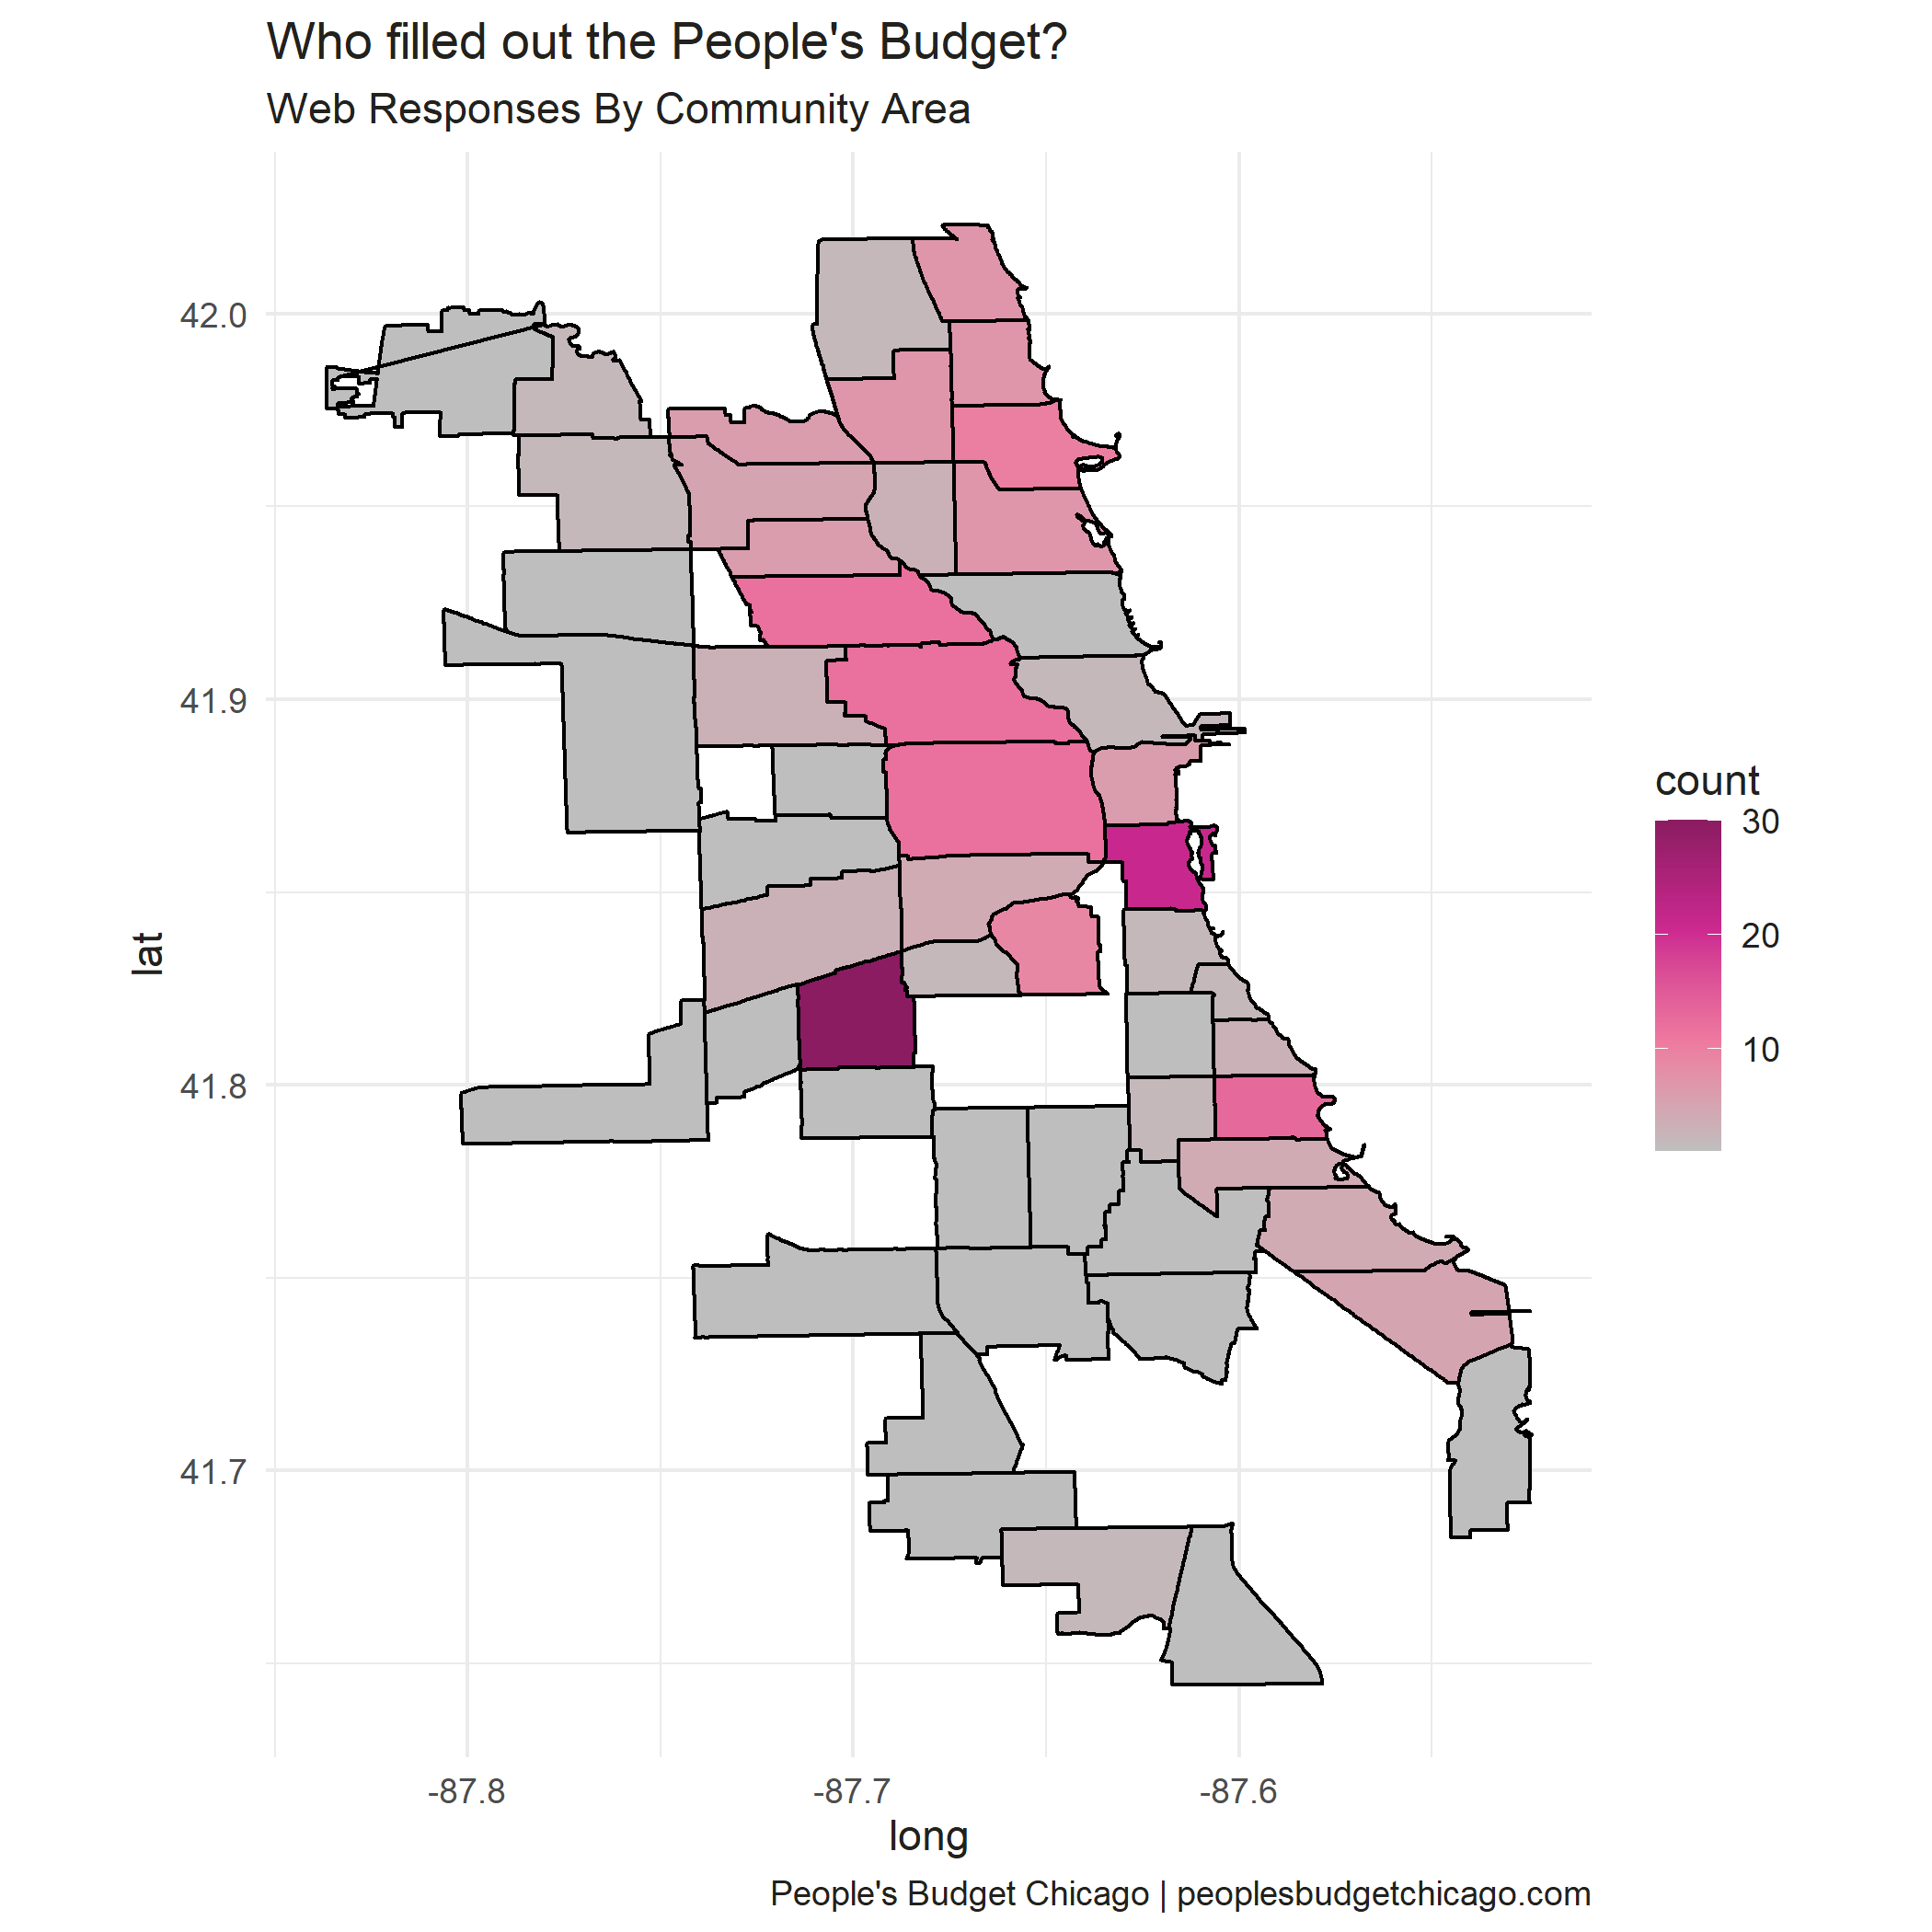 Who filled out the People's Budget?
Web Responses By Community Area
42.0
41.9
41.8
41.7
lat
-87.8
-87.7
-87.6
long
count
30
20
10
People's Budget Chicago | peoplesbudgetchicago.com